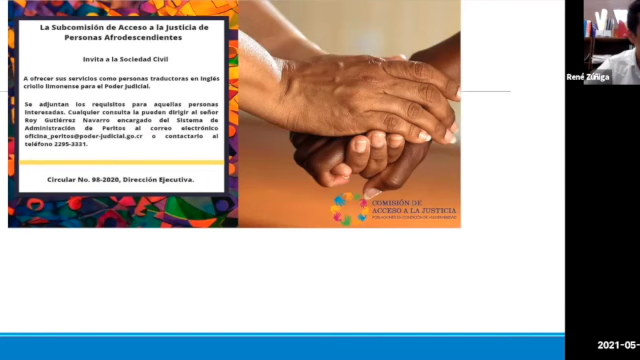 La Subcomisión de Acceso a la Justicia de
Personas Afrodescendientes
Invita a la Sociedad Civil
A ofrecer sus servicios como personas traductoras en Inglés
criollo limonense para el Poder Judicial.
Se adjuntan los requisitos para aquellas personas
interesadas. Cualquier consulta la pueden dirigir al señor
Roy Gutiérrez Navarro encargado del Sistema de
Administración de Peritos al correo electrónico
oficina_peritos@poder-judicial.go.cr o contactarlo al
teléfono 2295-3331.
Circular No. 98-2020, Dirección Ejecutiva.
COMISIÓN DE
ACCESO A LA JUSTICIA
René Zúñiga
2021-05-